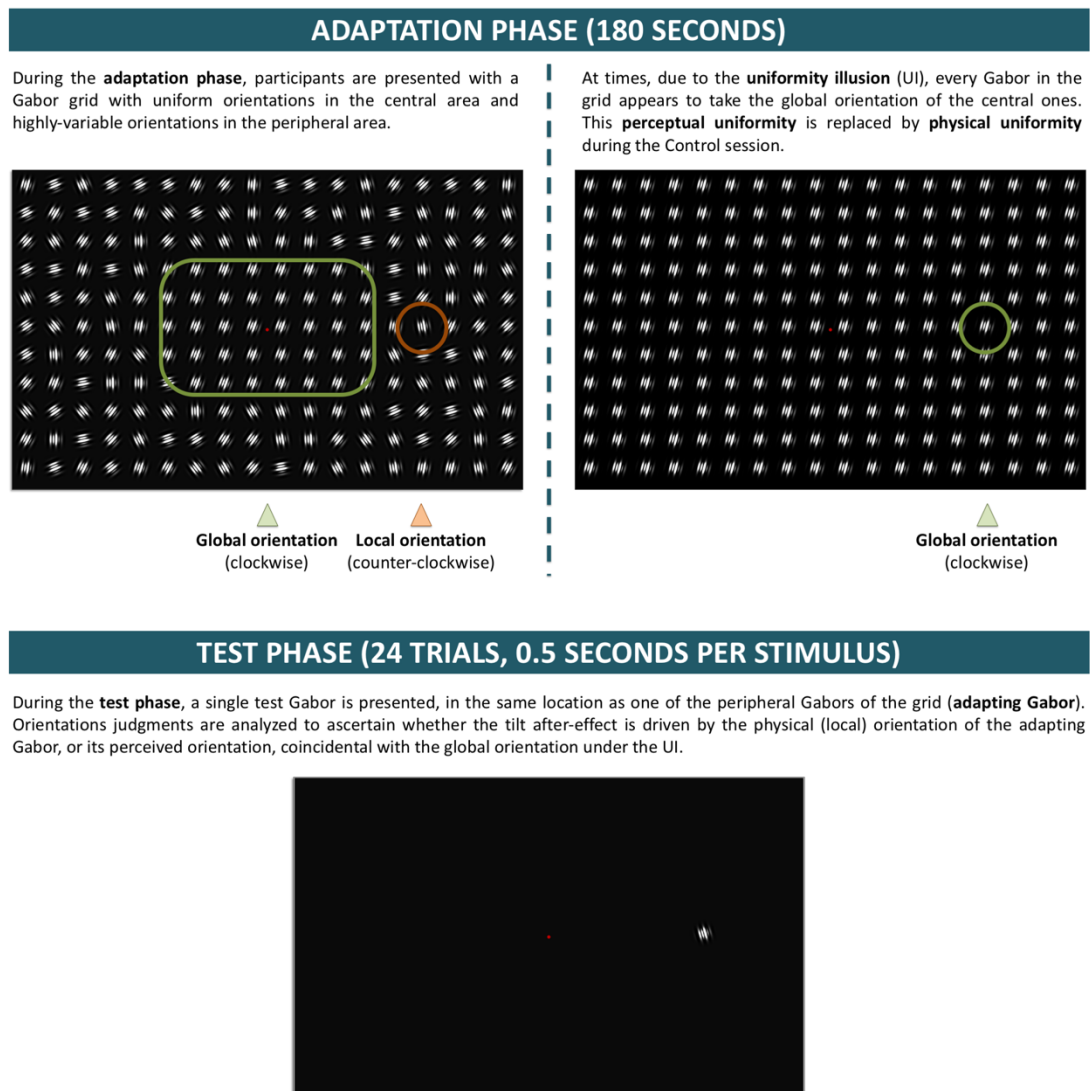 ADAPTATION PHASE (180 SECONDS)
During the adaptation phase, participants are presented with a
Gabor grid with uniform orientations in the central area and
highly-variable orientations in the peripheral area.
At times, due to the uniformity illusion (UI), every Gabor in the
grid appears to take the global orientation of the central ones.
This perceptual uniformity is replaced by physical uniformity
during the Control session.
Global orientation
(clockwise)
Local orientation
(counter-clockwise)
Global orientation
(clockwise)
TEST PHASE (24 TRIALS, 0.5 SECONDS PER STIMULUS)
During the test phase, a single test Gabor is presented, in the same location as one of the peripheral Gabors of the grid (adapting Gabor).
Orientations judgments are analyzed to ascertain whether the tilt after-effect is driven by the physical (local) orientation of the adapting
Gabor, or its perceived orientation, coincidental with the global orientation under the UI.